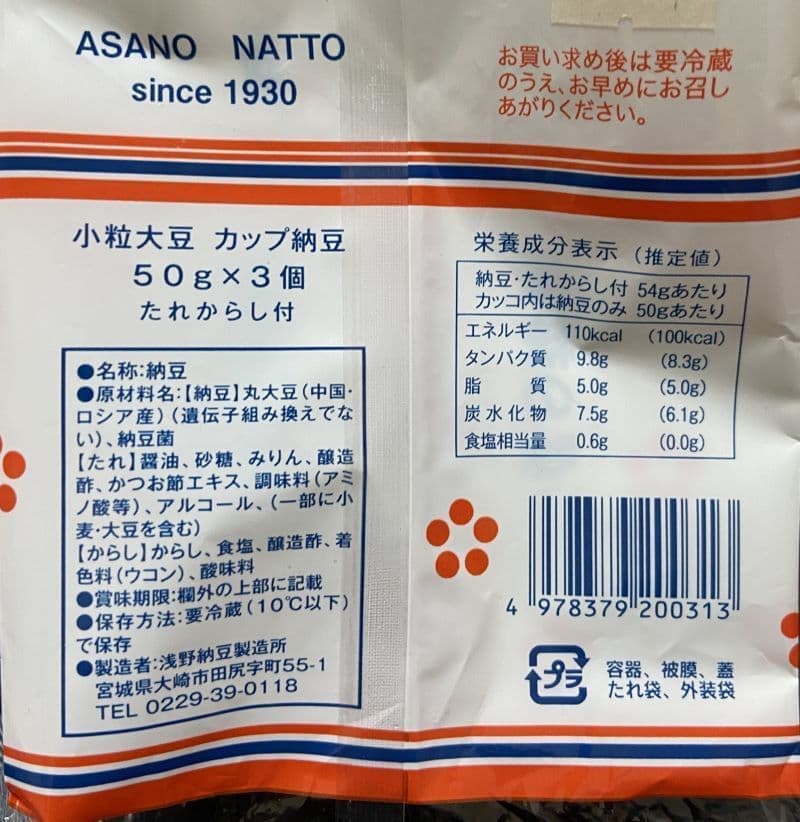 ASANO NATTO
since 1930
お買い求め後は要冷蔵
のうえ、お早めにお召し
あがりください。
小粒大豆 カップ納豆
50g×3個
たれからし付
●名称:納豆
●原材料名:【納豆】丸大豆(中国・
ロシア産)(遺伝子組み換えでな
い)、納豆菌
【たれ】醤油、砂糖、みりん、醸造
酢、かつお節エキス、調味料(アミ
ノ酸等)、アルコール、(一部に小
麦・大豆を含む)
【からし】からし、食塩、醸造酢、着
色料(ウコン)、酸味料
●賞味期限:欄外の上部に記載
●保存方法:要冷蔵(10℃以下)
で保存
●製造者:浅野納豆製造所
宮城県大崎市田尻字町55-1
TEL 0229-39-0118
栄養成分表示(推定値)
納豆・たれからし付 54gあたり
カッコ内は納豆のみ 50gあたり
エネルギー 110kcal (100kcal)
タンパク質 9.8g (8.3g)
脂質 5.0g (5.0g)
炭水化物 7.5g (6.1g)
食塩相当量 0.6g (0.0g)
4 978379 200313
プラ
容器、被膜、蓋
たれ袋、外装袋